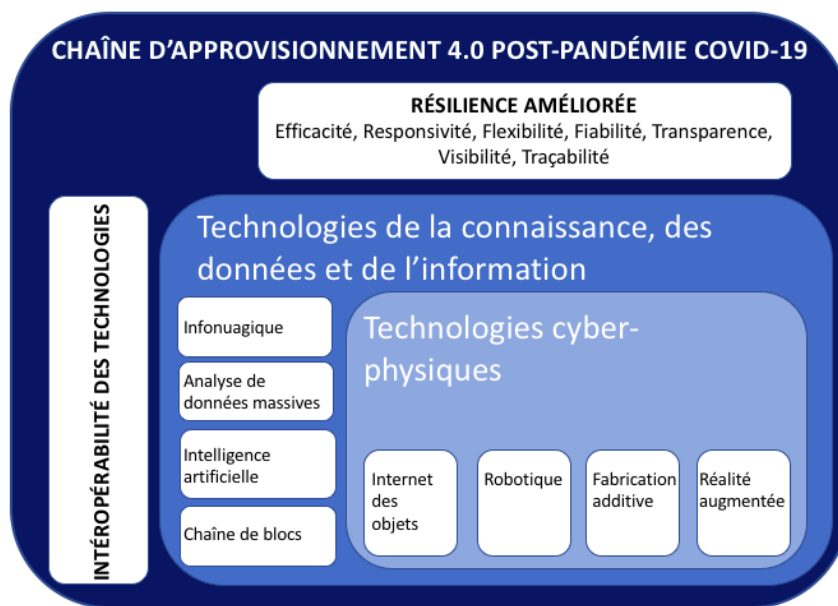 CHAÎNE D'APPROVISIONNEMENT 4.0 POST-PANDÉMIE COVID-19
RÉSILIENCE AMÉLIORÉE
Efficacité, Responsivité, Flexibilité, Fiabilité, Transparence,
Visibilité, Traçabilité
INTÉROPÉRABILITÉ DES TECHNOLOGIES
Technologies de la connaissance, des
données et de l'information
Infonuagique
Analyse de
données massives
Intelligence
artificielle
Chaîne de blocs
Technologies cyber-
physiques
Internet
des
objets
Robotique
Fabrication
additive
Réalité
augmentée